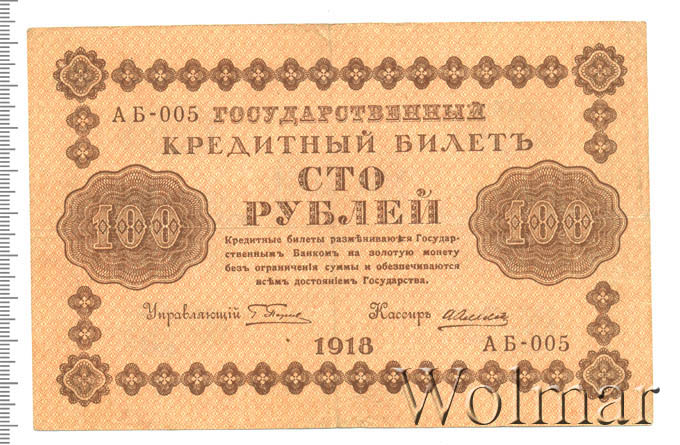 АБ-005 ГОСУДАРСТВЕННЫЙ
КРЕДИТНЫЙ БИЛЕТЪ
СТО
РУБЛЕЙ
100
100
Кредитные билеты размѣниваются Государ-
ственнымъ Банкомъ на золотую монету
безъ ограниченія суммы и обезпечиваются
всѣмъ достояніемъ Государства.
Управляющій
Кассиръ
1918
АБ-005
Wolmar